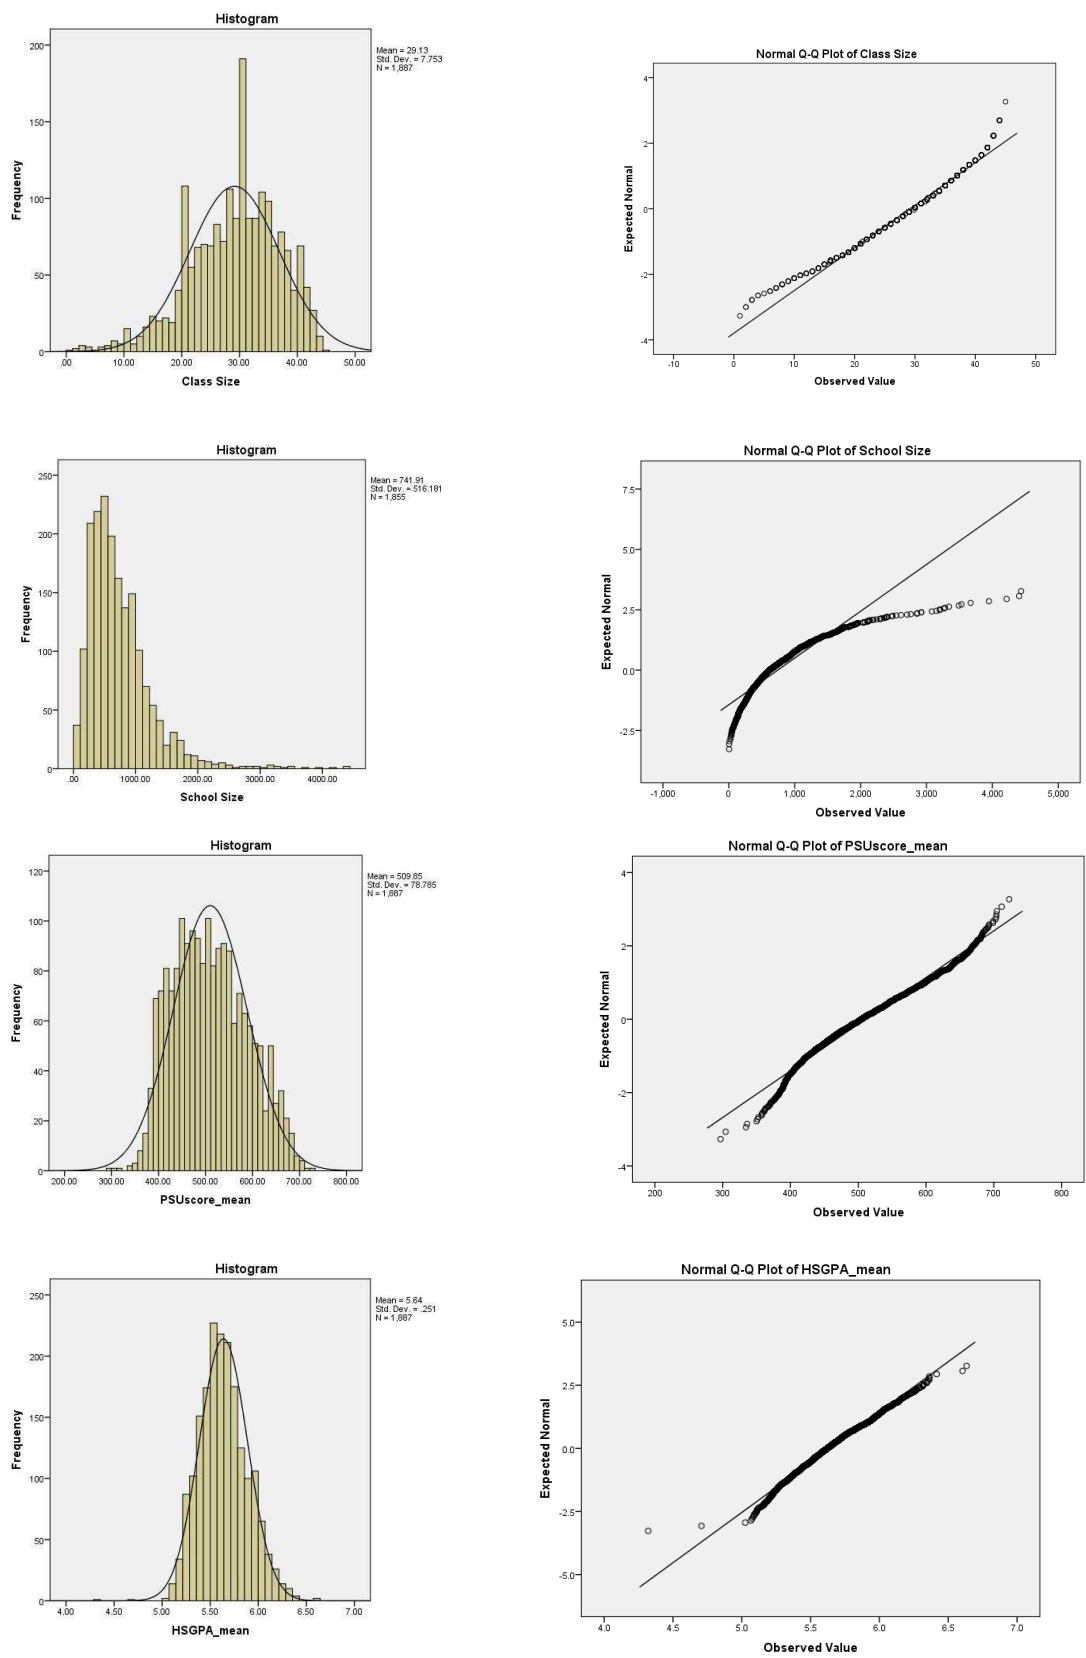 Histogram
Mean = 29.13
Std. Dev. = 7.753
N = 1,887
200
150
100
50
0
Frequency
.00 10.00 20.00 30.00 40.00 50.00
Class Size
Normal Q-Q Plot of Class Size
4
2
0
-2
-4
Expected Normal
-10 0 10 20 30 40 50
Observed Value
Histogram
Mean = 741.91
Std. Dev. = 516.181
N = 1,855
250
200
150
100
50
0
Frequency
.00 1000.00 2000.00 3000.00 4000.00
School Size
Normal Q-Q Plot of School Size
7.5
5.0
2.5
0.0
-2.5
Expected Normal
-1,000 0 1,000 2,000 3,000 4,000 5,000
Observed Value
Histogram
Mean = 509.85
Std. Dev. = 78.785
N = 1,887
120
100
80
60
40
20
0
Frequency
200.00 300.00 400.00 500.00 600.00 700.00 800.00
PSUscore_mean
Normal Q-Q Plot of PSUscore_mean
4
2
0
-2
-4
Expected Normal
200 300 400 500 600 700 800
Observed Value
Histogram
Mean = 5.64
Std. Dev. = .251
N = 1,887
250
200
150
100
50
0
Frequency
4.00 4.50 5.00 5.50 6.00 6.50 7.00
HSGPA_mean
Normal Q-Q Plot of HSGPA_mean
5.0
2.5
0.0
-2.5
-5.0
Expected Normal
4.0 4.5 5.0 5.5 6.0 6.5 7.0
Observed Value